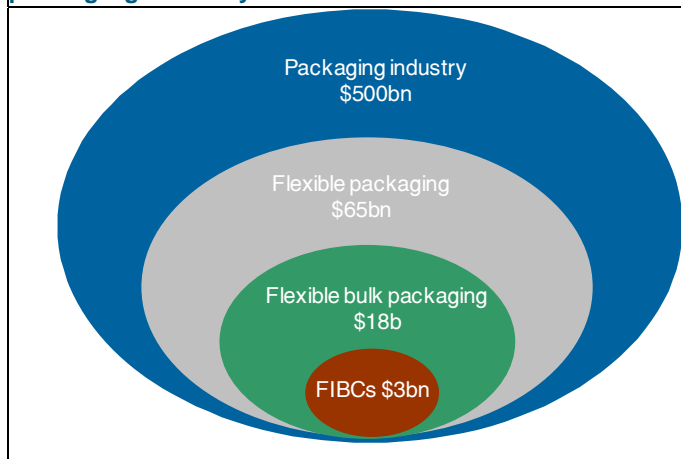 Packaging industry
$500bn
Flexible packaging
$65bn
Flexible bulk packaging
$18b
FIBCs $3bn